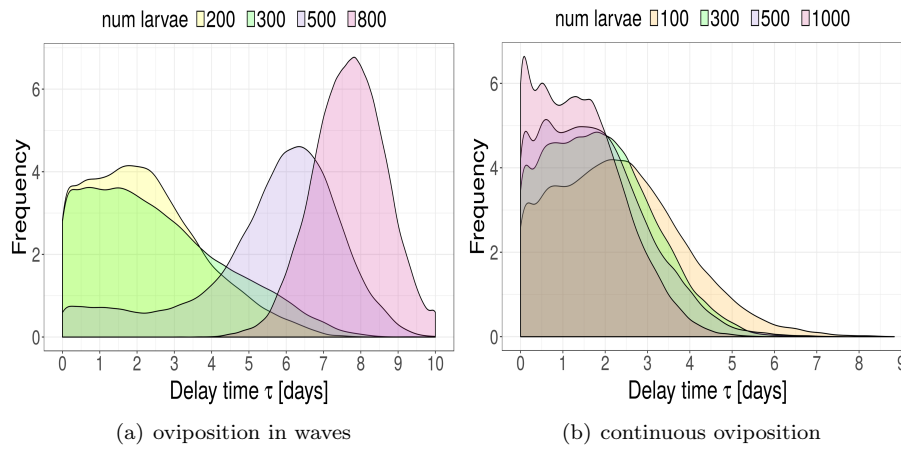 num larvae 200 300 500 800
Frequency
6
4
2
0
0 1 2 3 4 5 6 7 8 9 10
Delay time τ [days]
(a) oviposition in waves
num larvae 100 300 500 1000
Frequency
6
4
2
0
0 1 2 3 4 5 6 7 8 9
Delay time τ [days]
(b) continuous oviposition